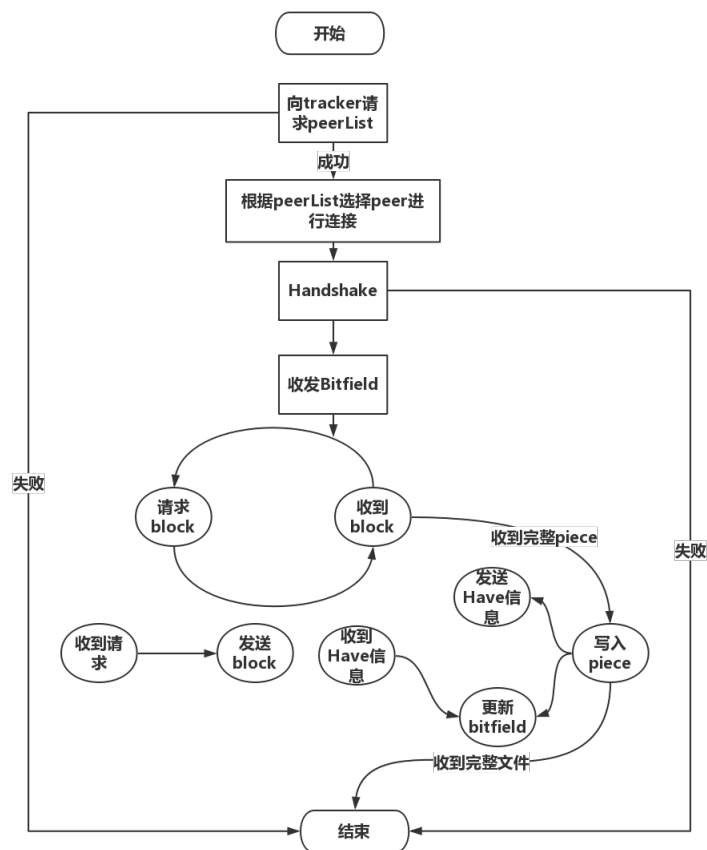 开始
向tracker请
求peerList
成功
根据peerList选择peer进
行连接
Handshake
收发Bitfield
失败
请求
block
收到
block
收到完整piece
失败
发送
Have信
息
收到请
求
发送
block
收到
Have信
息
写入
piece
更新
bitfield
收到完整文件
结束